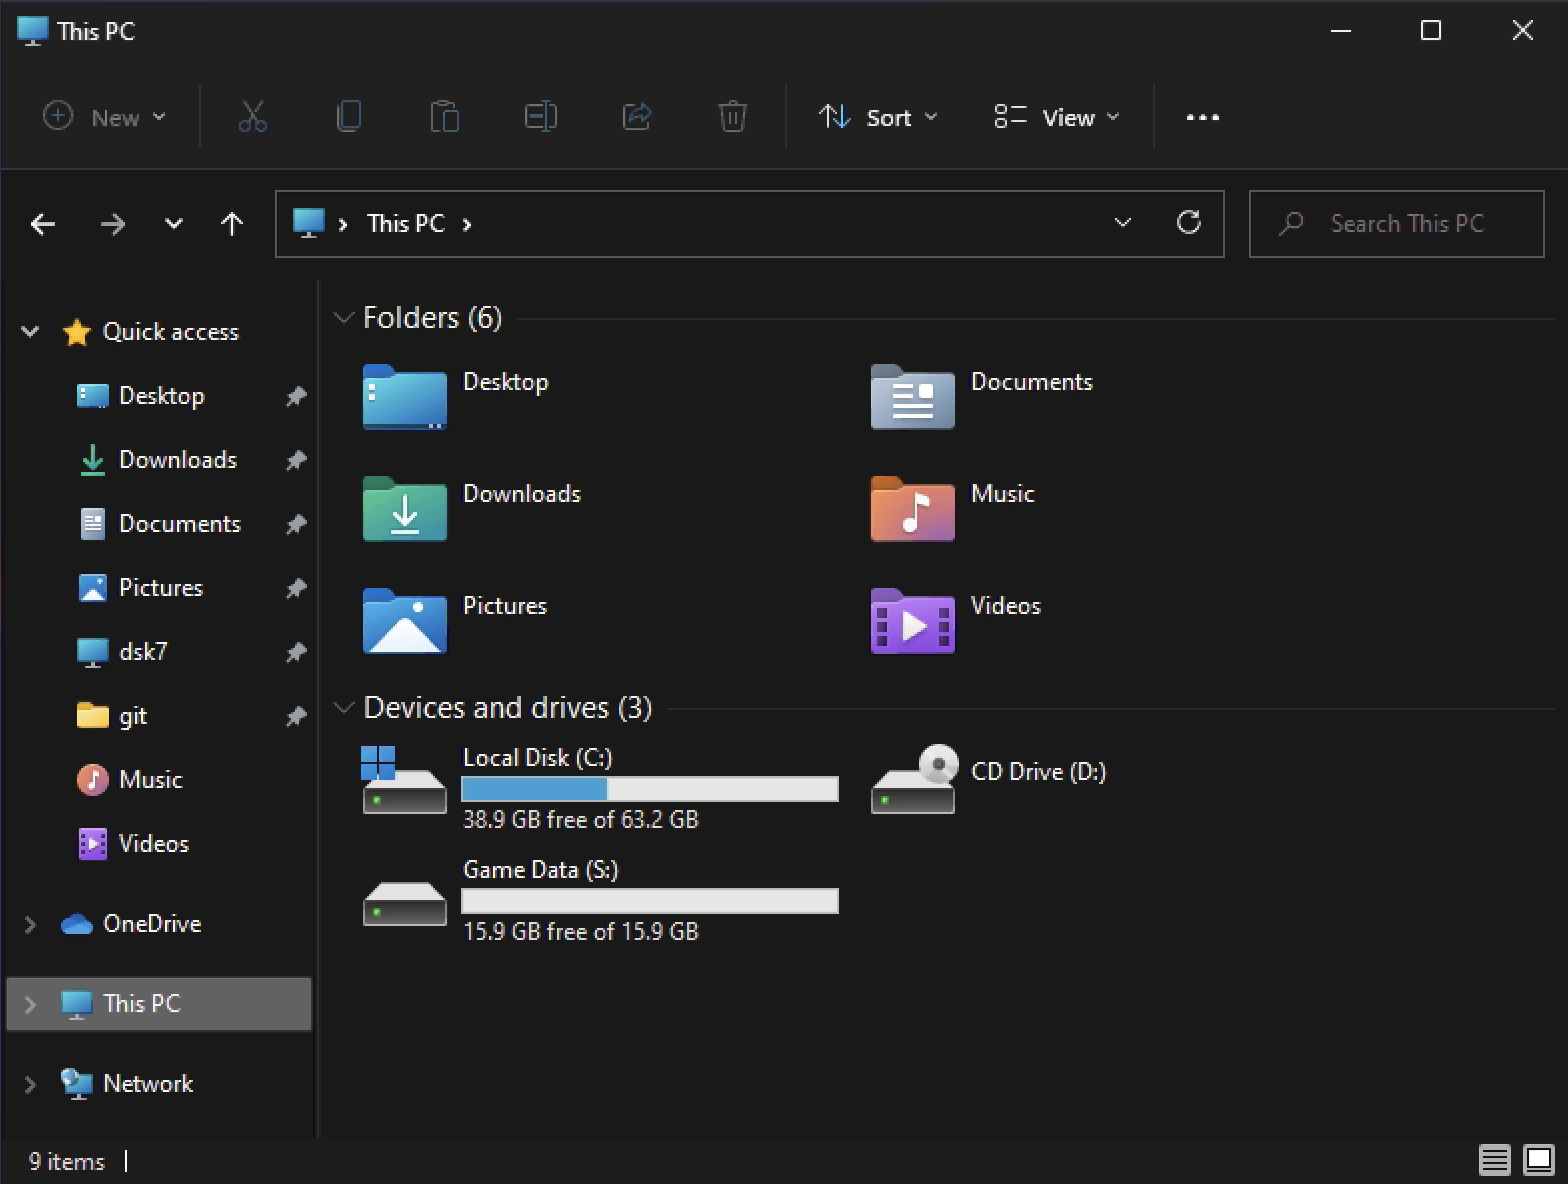 This PC
New
Sort
View
This PC
Search This PC
Quick access
Desktop
Downloads
Documents
Pictures
dsk7
git
Music
Videos
OneDrive
This PC
Network
Folders (6)
Desktop
Documents
Downloads
Music
Pictures
Videos
Devices and drives (3)
Local Disk (C:)
38.9 GB free of 63.2 GB
CD Drive (D:)
Game Data (S:)
15.9 GB free of 15.9 GB
9 items